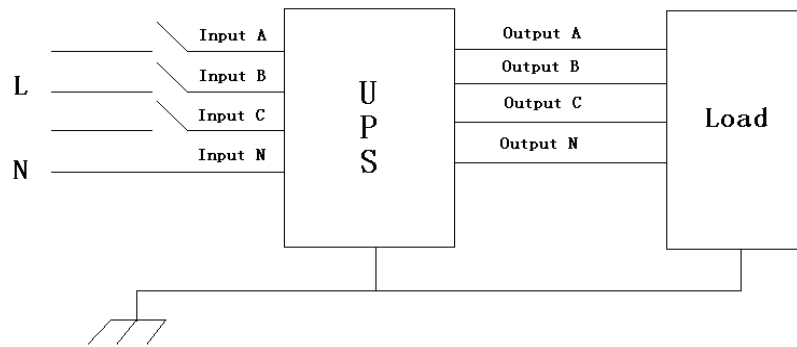 Input A
Output A
Input B
Output B
L
U
P
S
Input C
Output C
Load
Input N
Output N
N